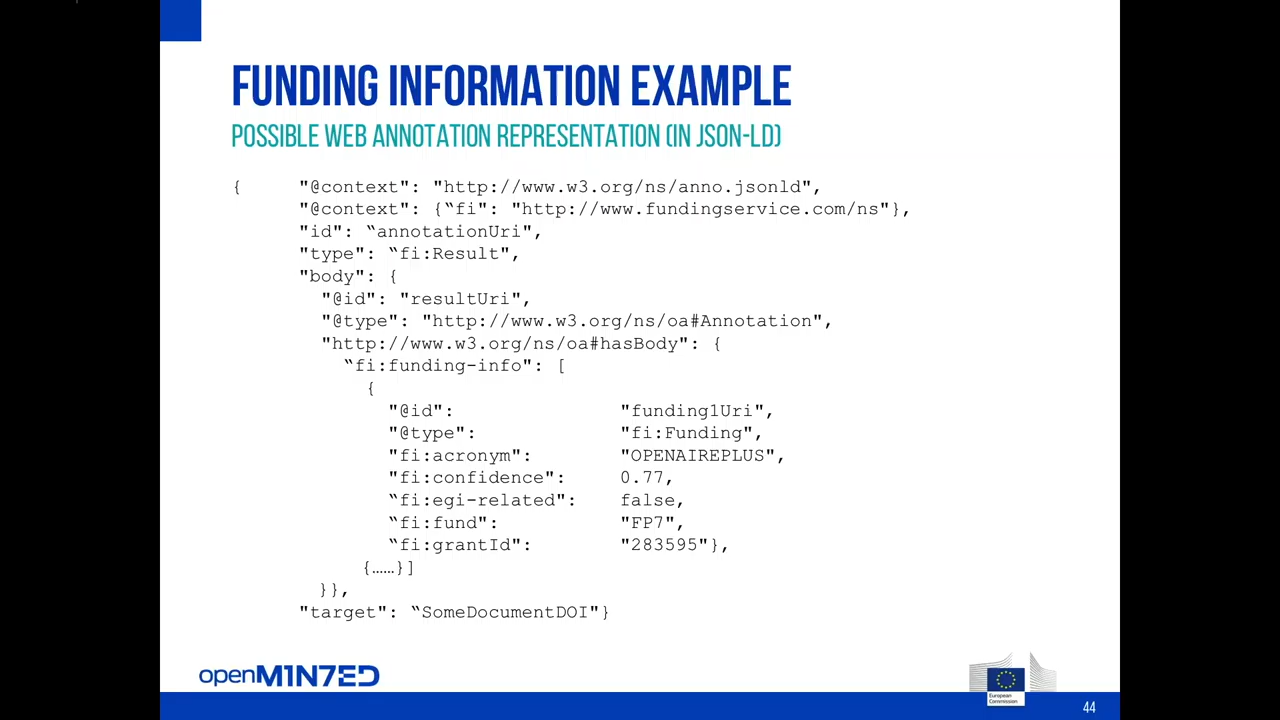 FUNDING INFORMATION EXAMPLE
POSSIBLE WEB ANNOTATION REPRESENTATION (IN JSON-LD)
{ "@context": "http://www.w3.org/ns/anno.jsonld",
"@context": {“fi": "http://www.fundingservice.com/ns"},
"id": “annotationUri",
"type": “fi:Result",
"body": {
"@id": "resultUri",
"@type": "http://www.w3.org/ns/oa#Annotation",
"http://www.w3.org/ns/oa#hasBody": {
“fi:funding-info": [
{
"@id": "funding1Uri",
"@type": "fi:Funding",
"fi:acronym": "OPENAIREPLUS",
"fi:confidence": 0.77,
“fi:egi-related": false,
“fi:fund": "FP7",
“fi:grantId": "283595"},
{……}]
}},
"target": “SomeDocumentDOI"}
openM1N7ED
European
Commission
44